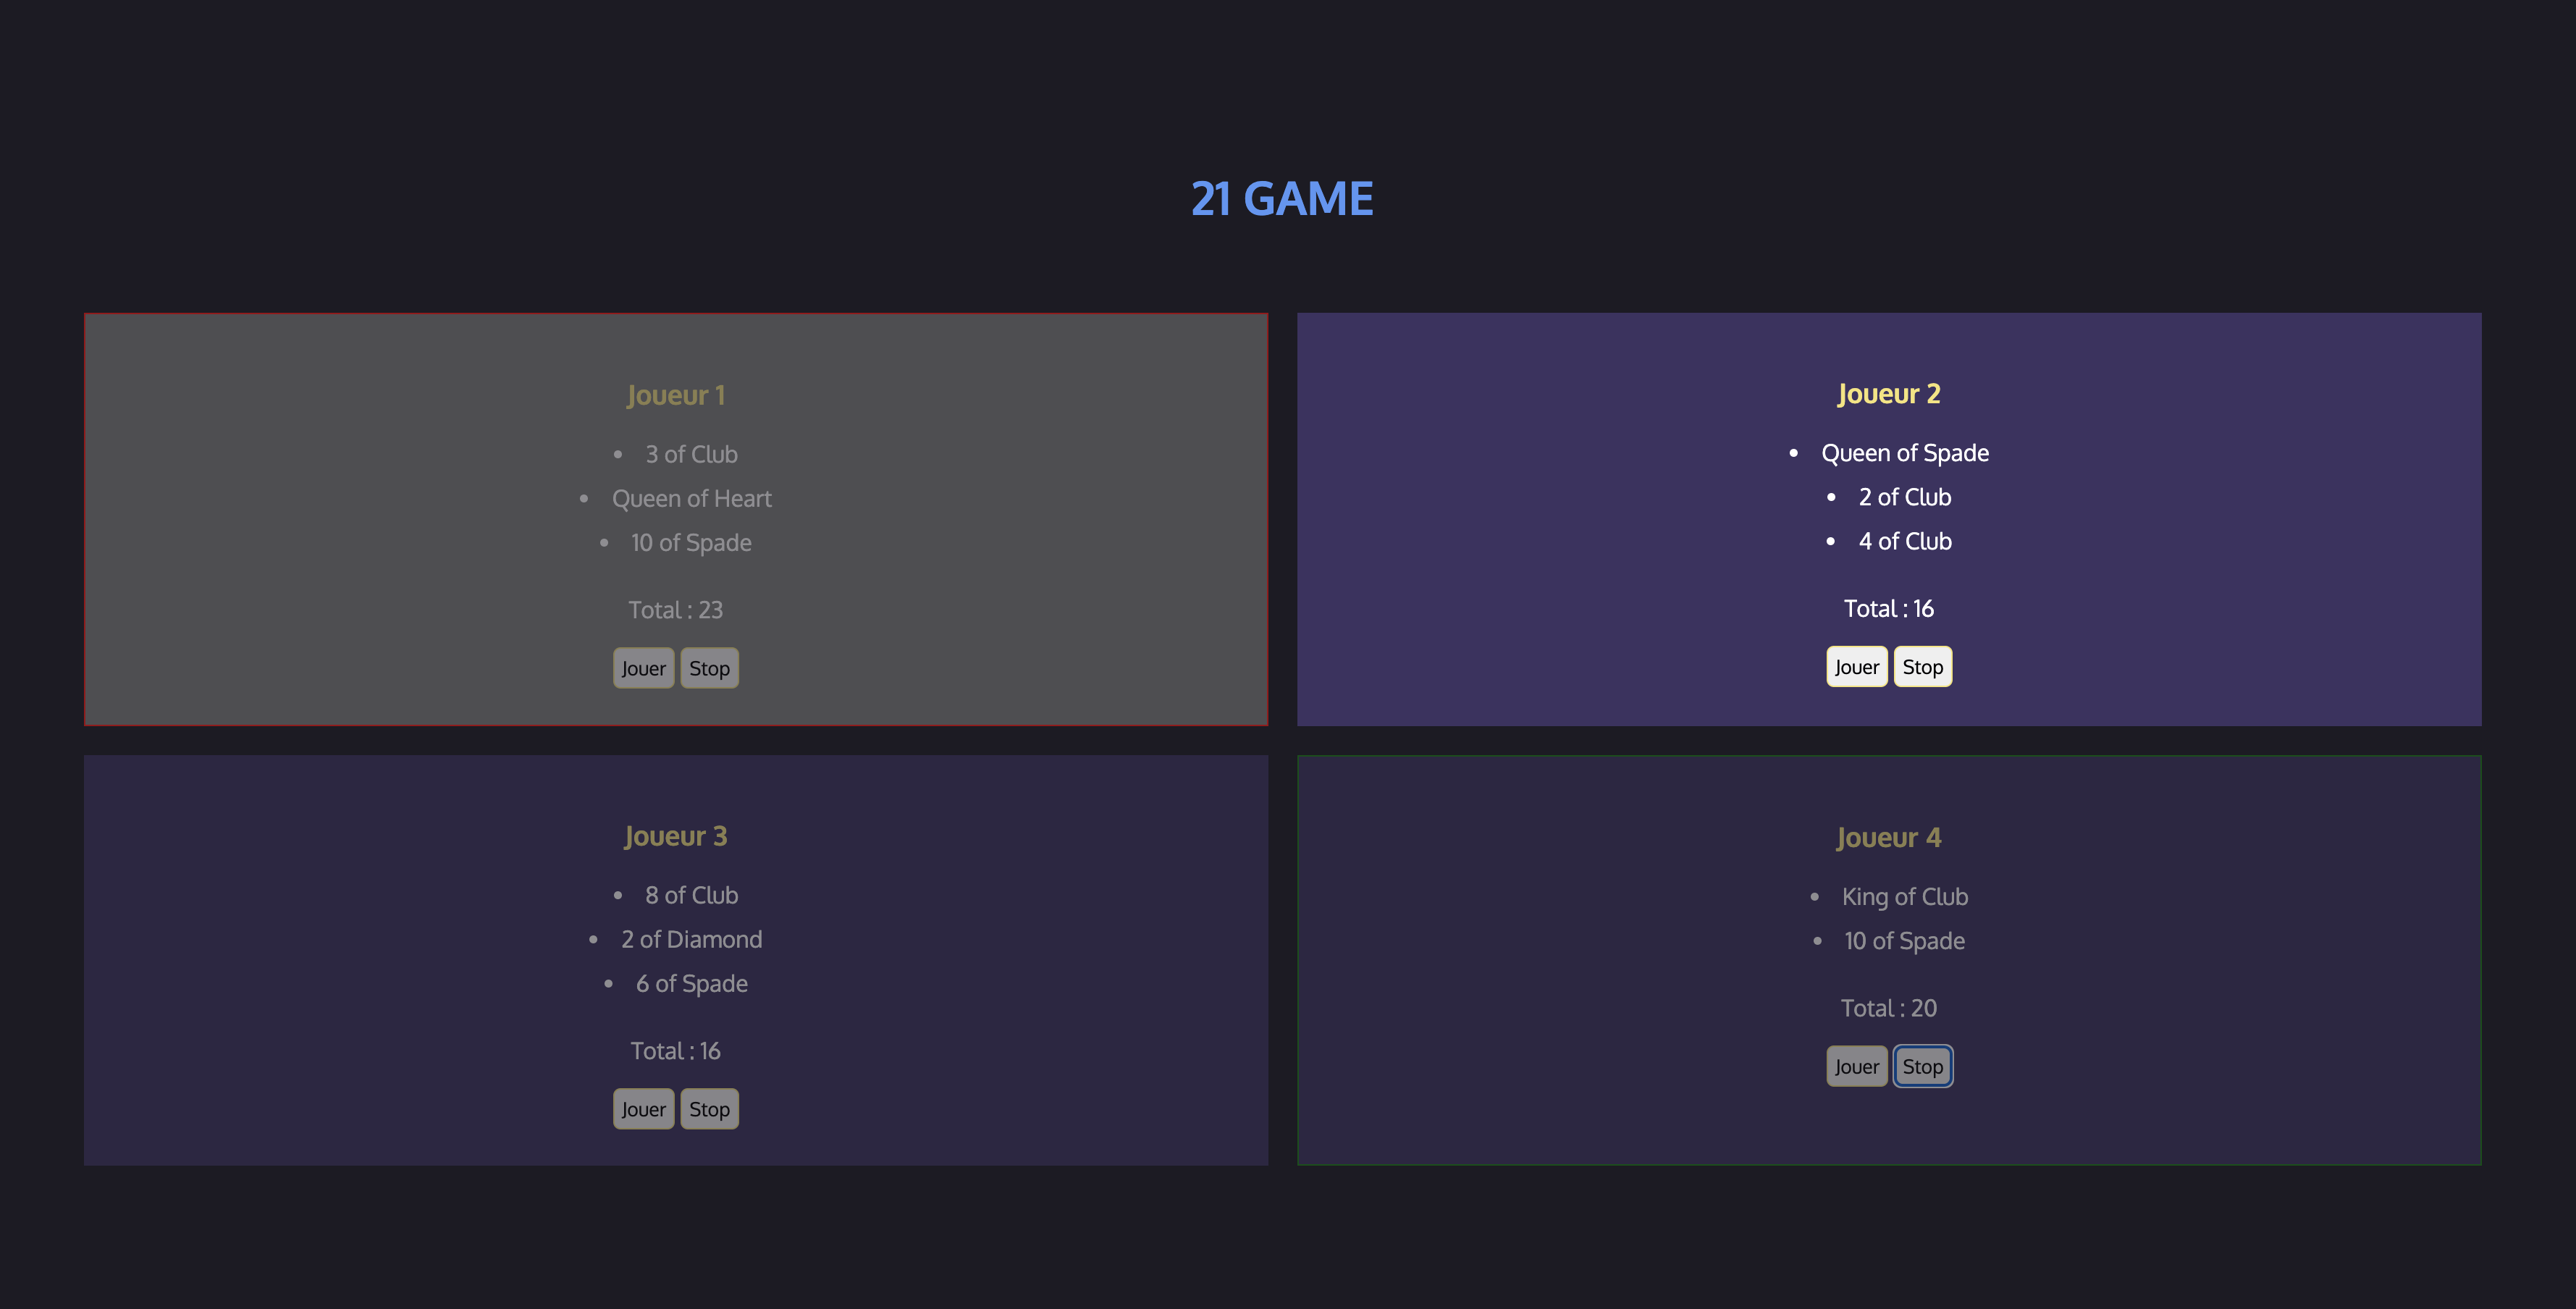 21 GAME
Joueur 1
3 of Club
Queen of Heart
10 of Spade
Total : 23
Jouer Stop
Joueur 2
Queen of Spade
2 of Club
4 of Club
Total : 16
Jouer Stop
Joueur 3
8 of Club
2 of Diamond
6 of Spade
Total : 16
Jouer Stop
Joueur 4
King of Club
10 of Spade
Total : 20
Jouer Stop